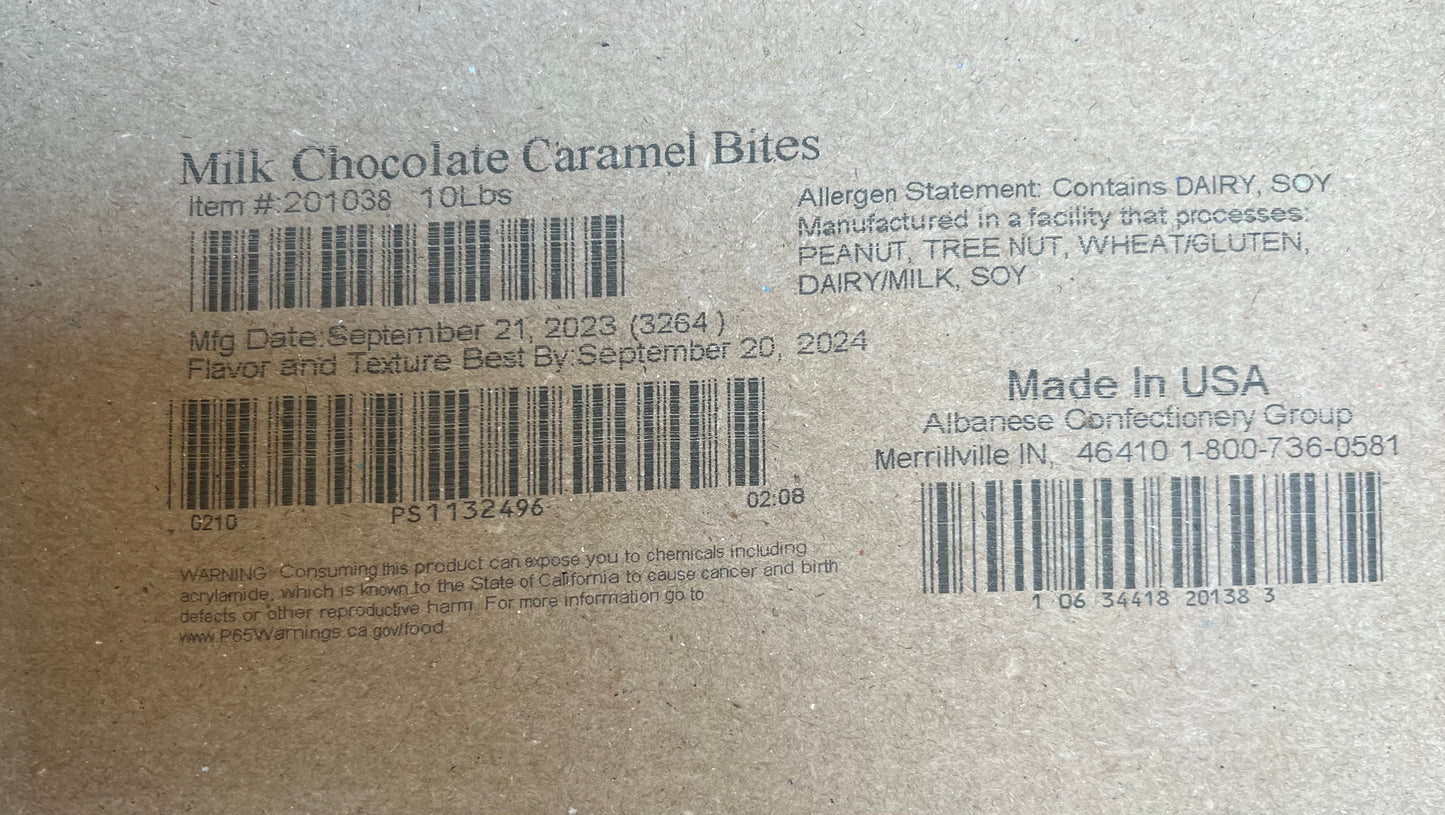 Milk Chocolate Caramel Bites
Item #:201038 10Lbs
Mfg Date:September 21, 2023 (3264 )
Flavor and Texture Best By:September 20, 2024
G210 PS1132496 02:08
WARNING: Consuming this product can expose you to chemicals including
acrylamide, which is known to the State of California to cause cancer and birth
defects or other reproductive harm. For more information go to
www.P65Warnings.ca.gov/food.
Allergen Statement: Contains DAIRY, SOY
Manufactured in a facility that processes:
PEANUT, TREE NUT, WHEAT/GLUTEN,
DAIRY/MILK, SOY
Made In USA
Albanese Confectionery Group
Merrillville IN, 46410 1-800-736-0581
1 06 34418 20138 3